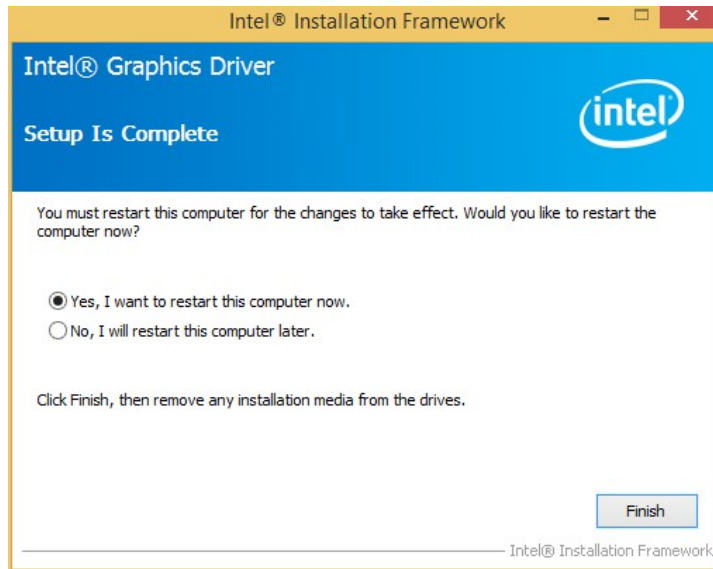 Intel® Installation Framework
Intel® Graphics Driver
intel
Setup Is Complete
You must restart this computer for the changes to take effect. Would you like to restart the
computer now?
Yes, I want to restart this computer now.
No, I will restart this computer later.
Click Finish, then remove any installation media from the drives.
Finish
Intel® Installation Framework